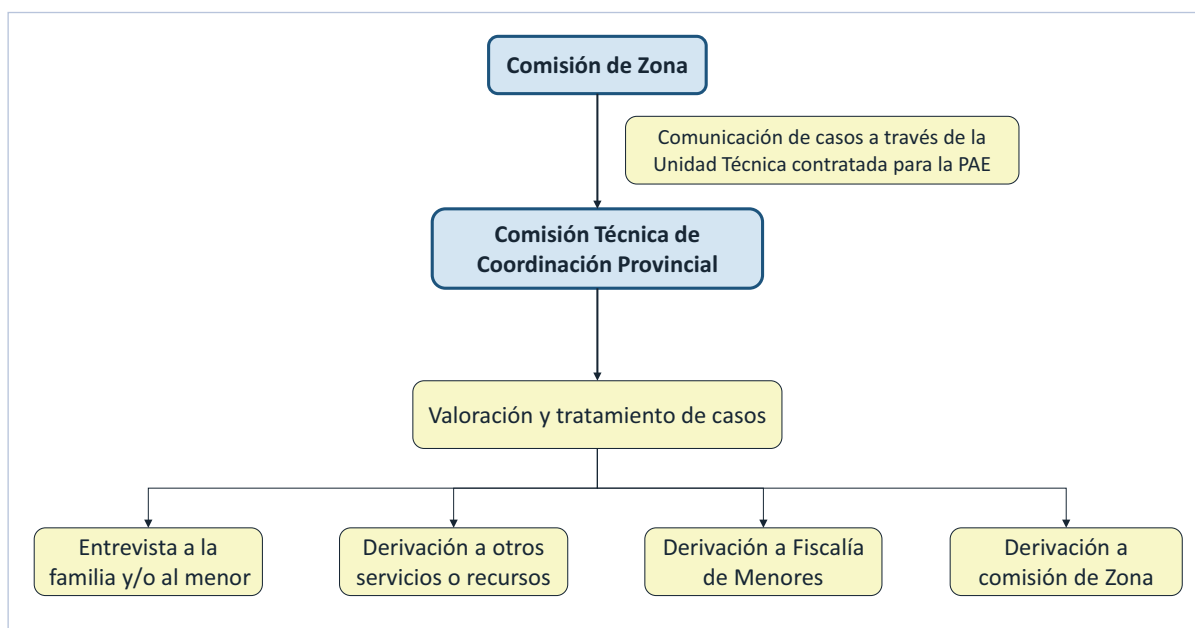 Comisión de Zona
Comunicación de casos a través de la
Unidad Técnica contratada para la PAE
Comisión Técnica de
Coordinación Provincial
Valoración y tratamiento de casos
Entrevista a la
familia y/o al menor
Derivación a otros
servicios o recursos
Derivación a Fiscalía
de Menores
Derivación a
comisión de Zona